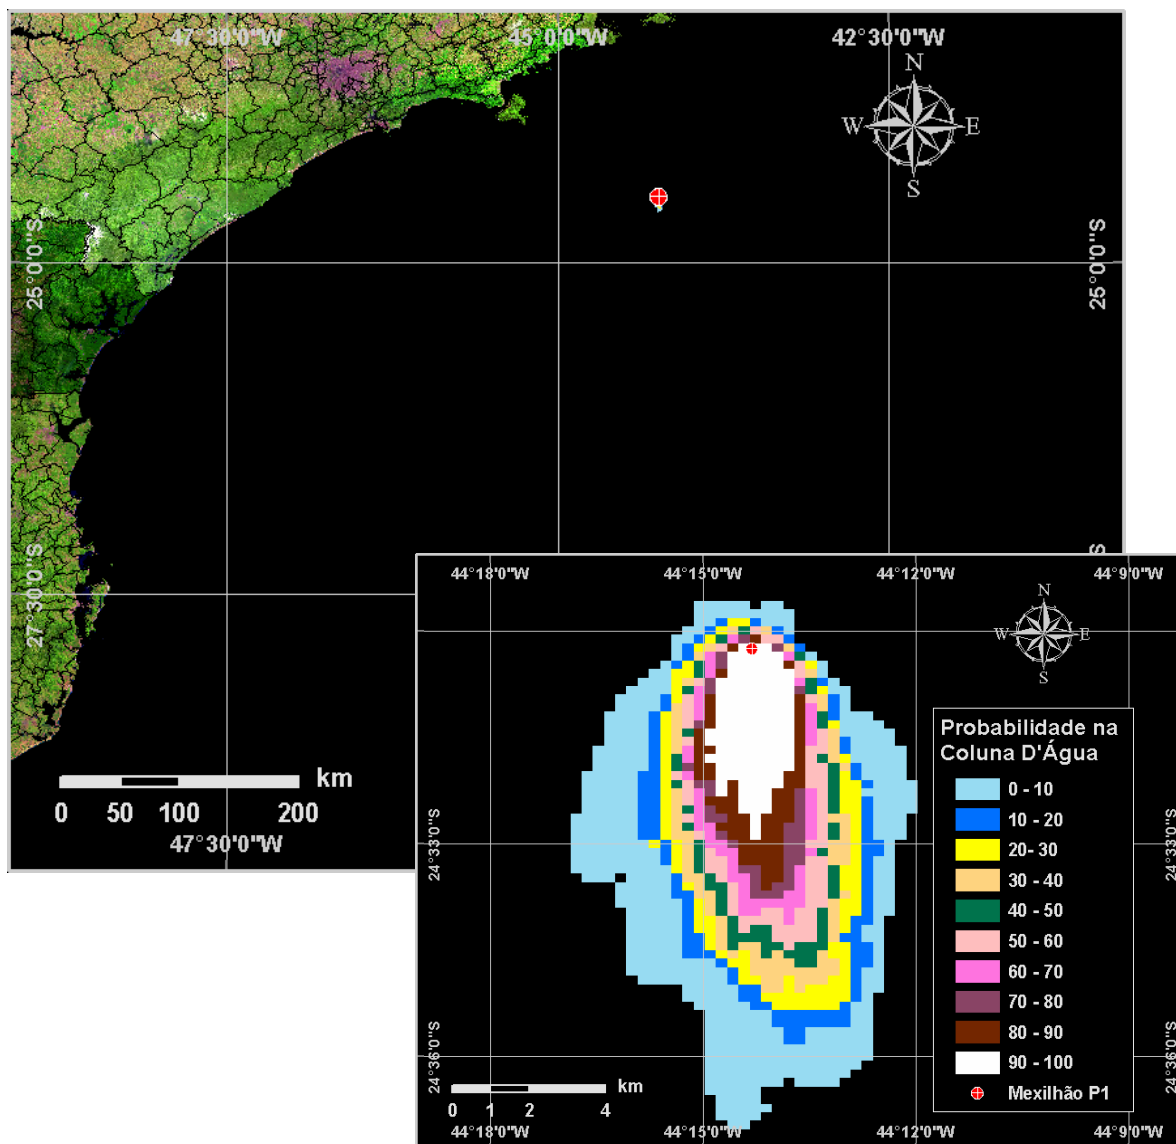 47°30'0"W
45°0'0"W
42°30'0"W
N
W
E
S
25°0'0"S
25°0'0"S
27°30'0"S
S
km
0
50
100
200
47°30'0"W
44°18'0"W
44°15'0"W
44°12'0"W
44°9'0"W
N
W
E
S
Probabilidade na
Coluna D'Água
0 - 10
10 - 20
20- 30
30 - 40
40 - 50
50 - 60
60 - 70
70 - 80
80 - 90
90 - 100
Mexilhão P1
24°33'0"S
24°33'0"S
24°36'0"S
24°36'0"S
km
0
1
2
4
44°18'0"W
44°15'0"W
44°12'0"W
44°9'0"W